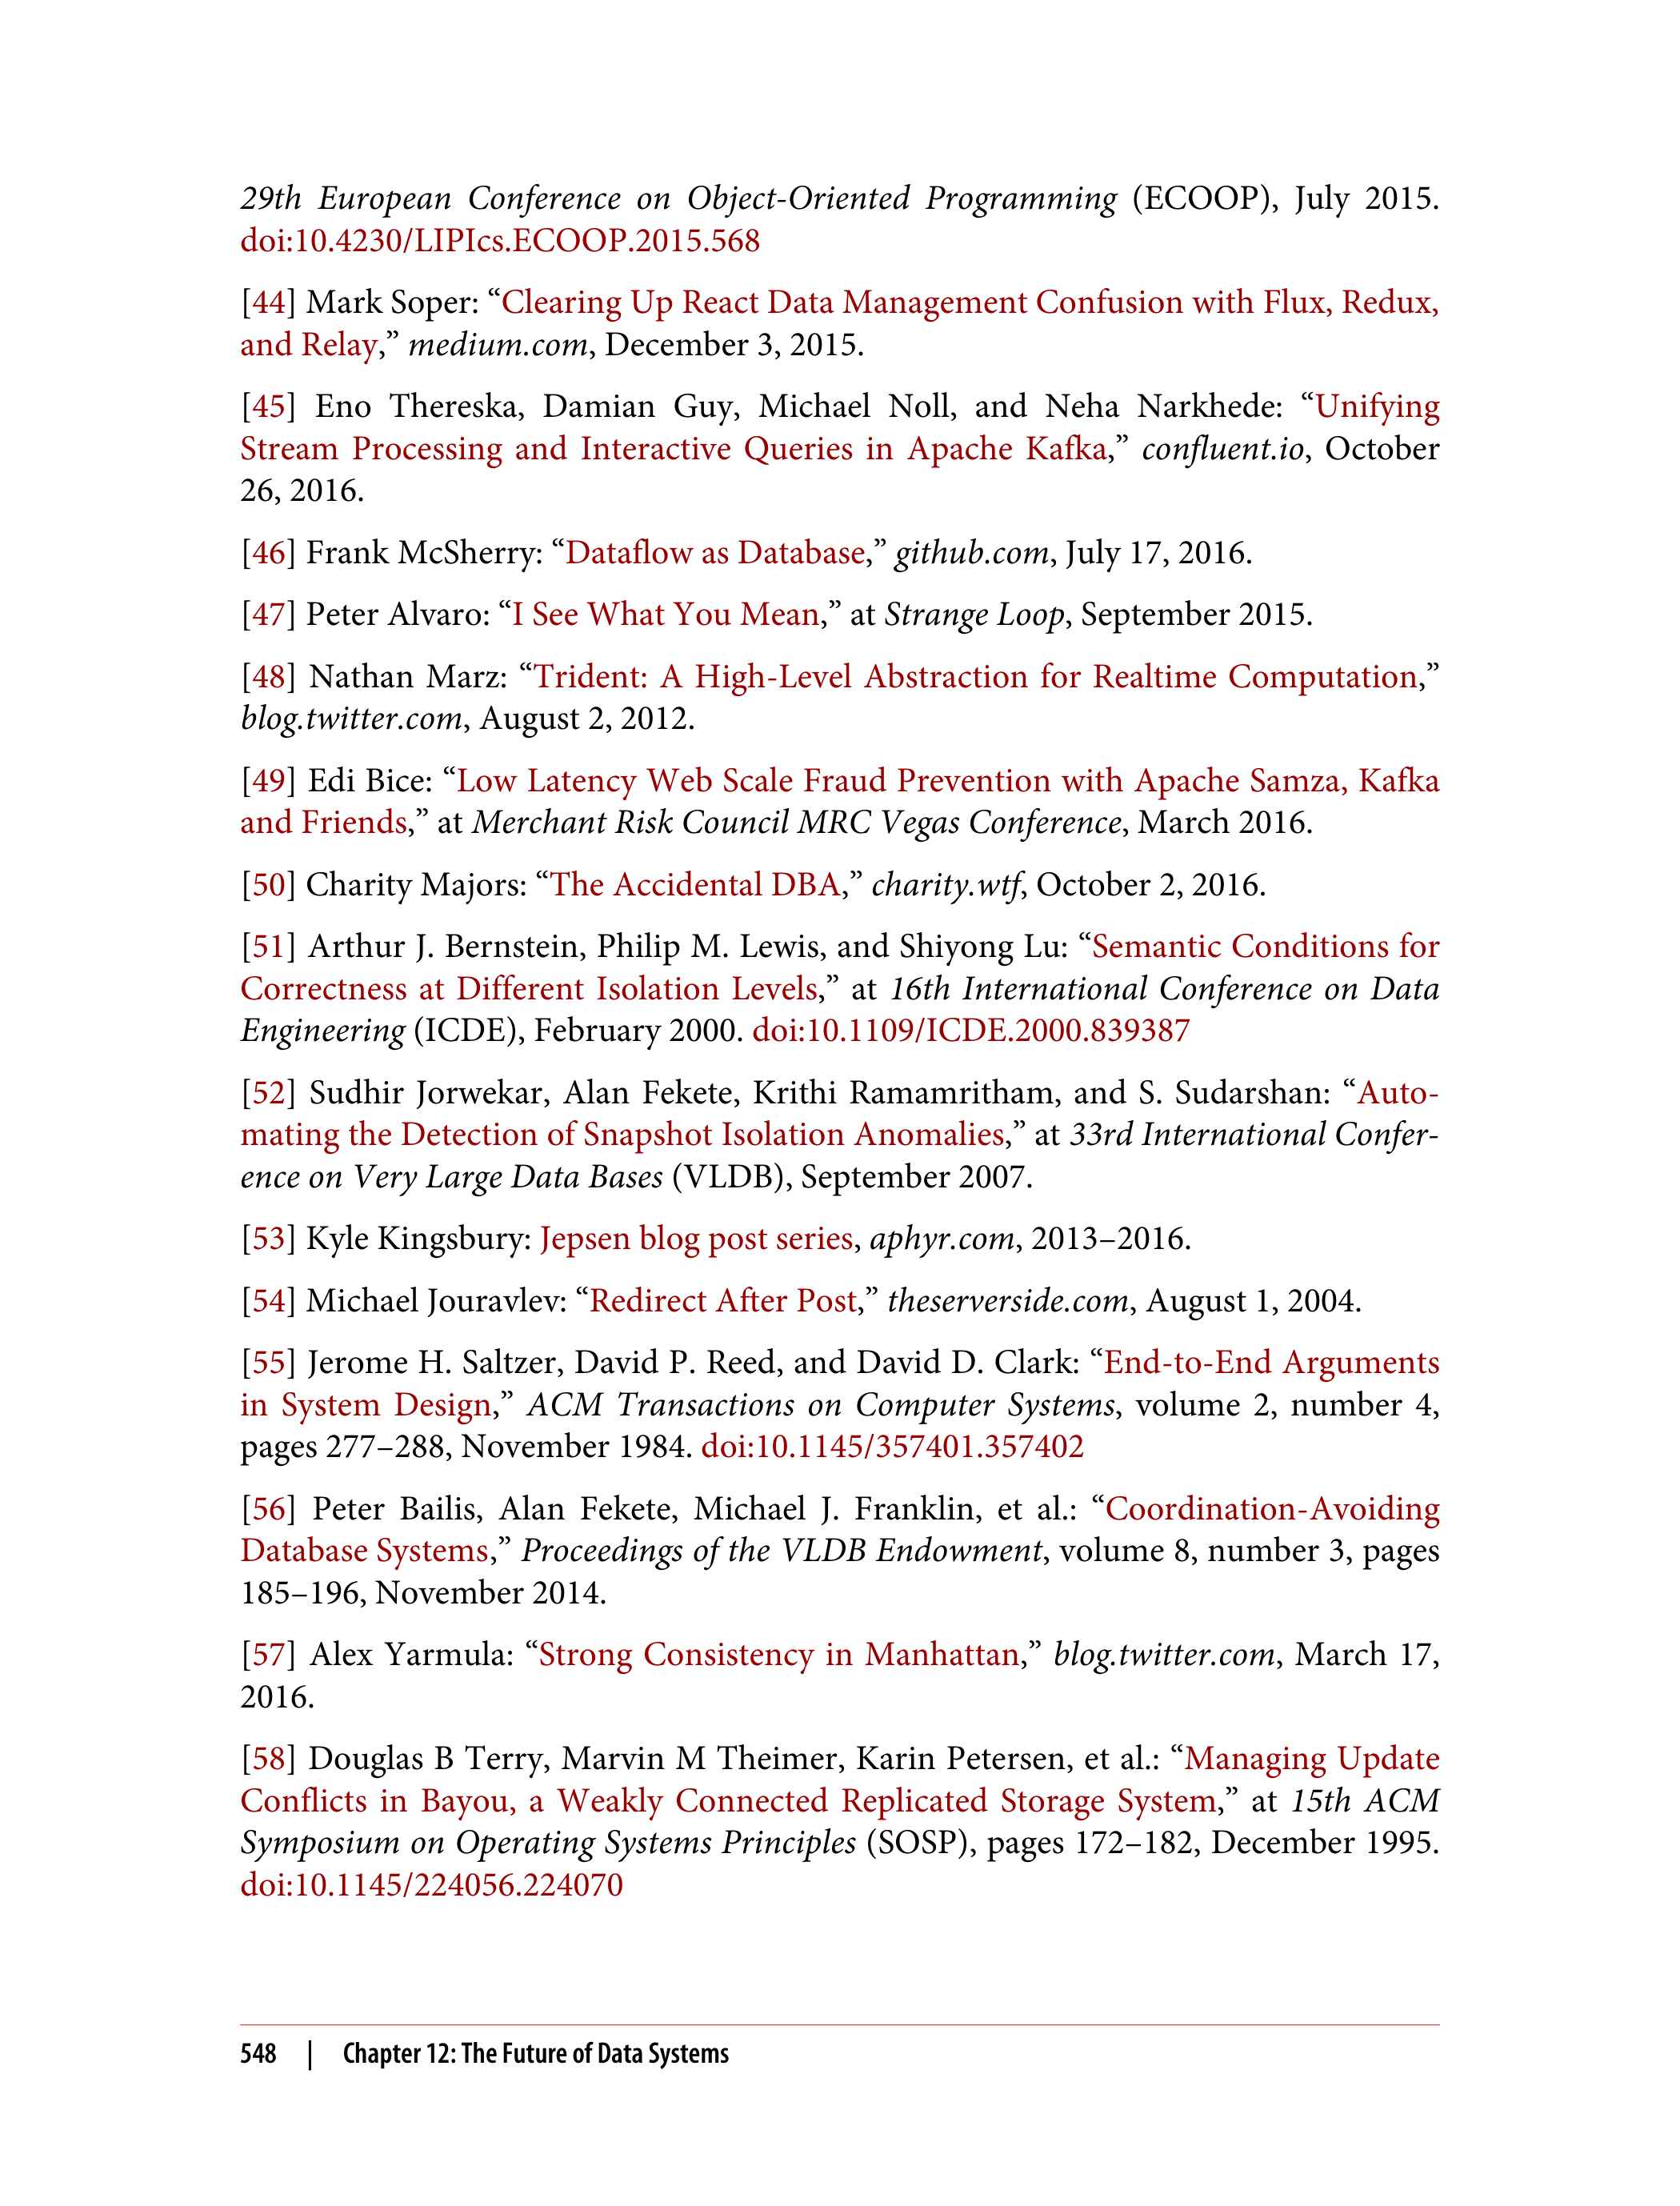 29th European Conference on Object-Oriented Programming (ECOOP), July 2015.
doi:10.4230/LIPIcs.ECOOP.2015.568
[44] Mark Soper: “Clearing Up React Data Management Confusion with Flux, Redux,
and Relay,” medium.com, December 3, 2015.
[45] Eno Thereska, Damian Guy, Michael Noll, and Neha Narkhede: “Unifying
Stream Processing and Interactive Queries in Apache Kafka,” confluent.io, October
26, 2016.
[46] Frank McSherry: “Dataflow as Database,” github.com, July 17, 2016.
[47] Peter Alvaro: “I See What You Mean,” at Strange Loop, September 2015.
[48] Nathan Marz: “Trident: A High-Level Abstraction for Realtime Computation,”
blog.twitter.com, August 2, 2012.
[49] Edi Bice: “Low Latency Web Scale Fraud Prevention with Apache Samza, Kafka
and Friends,” at Merchant Risk Council MRC Vegas Conference, March 2016.
[50] Charity Majors: “The Accidental DBA,” charity.wtf, October 2, 2016.
[51] Arthur J. Bernstein, Philip M. Lewis, and Shiyong Lu: “Semantic Conditions for
Correctness at Different Isolation Levels,” at 16th International Conference on Data
Engineering (ICDE), February 2000. doi:10.1109/ICDE.2000.839387
[52] Sudhir Jorwekar, Alan Fekete, Krithi Ramamritham, and S. Sudarshan: “Auto-
mating the Detection of Snapshot Isolation Anomalies,” at 33rd International Confer-
ence on Very Large Data Bases (VLDB), September 2007.
[53] Kyle Kingsbury: Jepsen blog post series, aphyr.com, 2013–2016.
[54] Michael Jouravlev: “Redirect After Post,” theserverside.com, August 1, 2004.
[55] Jerome H. Saltzer, David P. Reed, and David D. Clark: “End-to-End Arguments
in System Design,” ACM Transactions on Computer Systems, volume 2, number 4,
pages 277–288, November 1984. doi:10.1145/357401.357402
[56] Peter Bailis, Alan Fekete, Michael J. Franklin, et al.: “Coordination-Avoiding
Database Systems,” Proceedings of the VLDB Endowment, volume 8, number 3, pages
185–196, November 2014.
[57] Alex Yarmula: “Strong Consistency in Manhattan,” blog.twitter.com, March 17,
2016.
[58] Douglas B Terry, Marvin M Theimer, Karin Petersen, et al.: “Managing Update
Conflicts in Bayou, a Weakly Connected Replicated Storage System,” at 15th ACM
Symposium on Operating Systems Principles (SOSP), pages 172–182, December 1995.
doi:10.1145/224056.224070
548 | Chapter 12: The Future of Data Systems